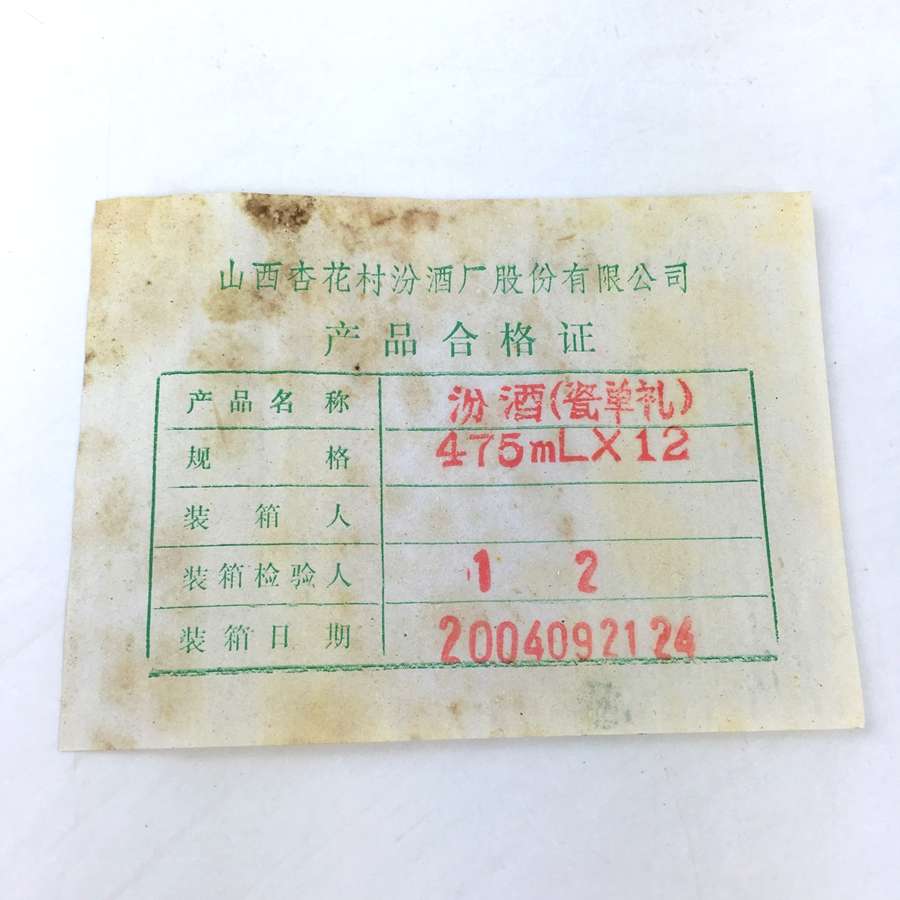 山西杏花村汾酒厂股份有限公司
产品合格证
产品名称 汾酒(瓷单礼)
规格 475mLX12
装箱人
装箱检验人 1 2
装箱日期 2004092124